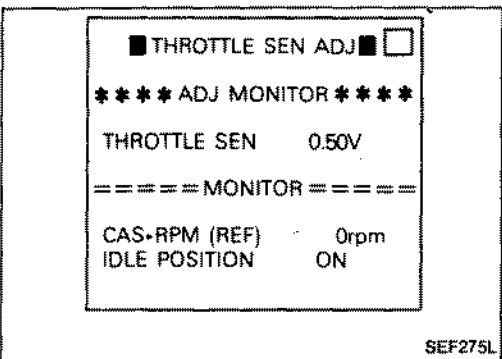 ■ THROTTLE SEN ADJ ■ □
＊＊＊＊ ADJ MONITOR ＊＊＊＊
THROTTLE SEN 0.50V
===== MONITOR =====
CAS•RPM (REF) 0rpm
IDLE POSITION ON
SEF275L